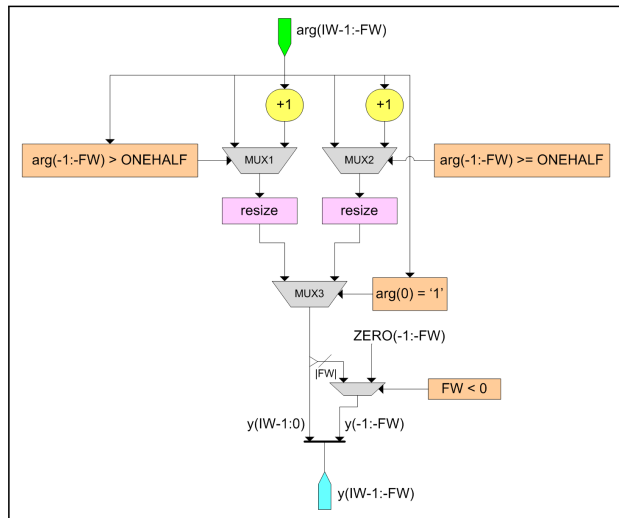 arg(IW-1:-FW)
+1
+1
arg(-1:-FW) > ONEHALF
MUX1
MUX2
arg(-1:-FW) >= ONEHALF
resize
resize
MUX3
arg(0) = ‘1’
ZERO(-1:-FW)
|FW|
FW < 0
y(IW-1:0)
y(-1:-FW)
y(IW-1:-FW)